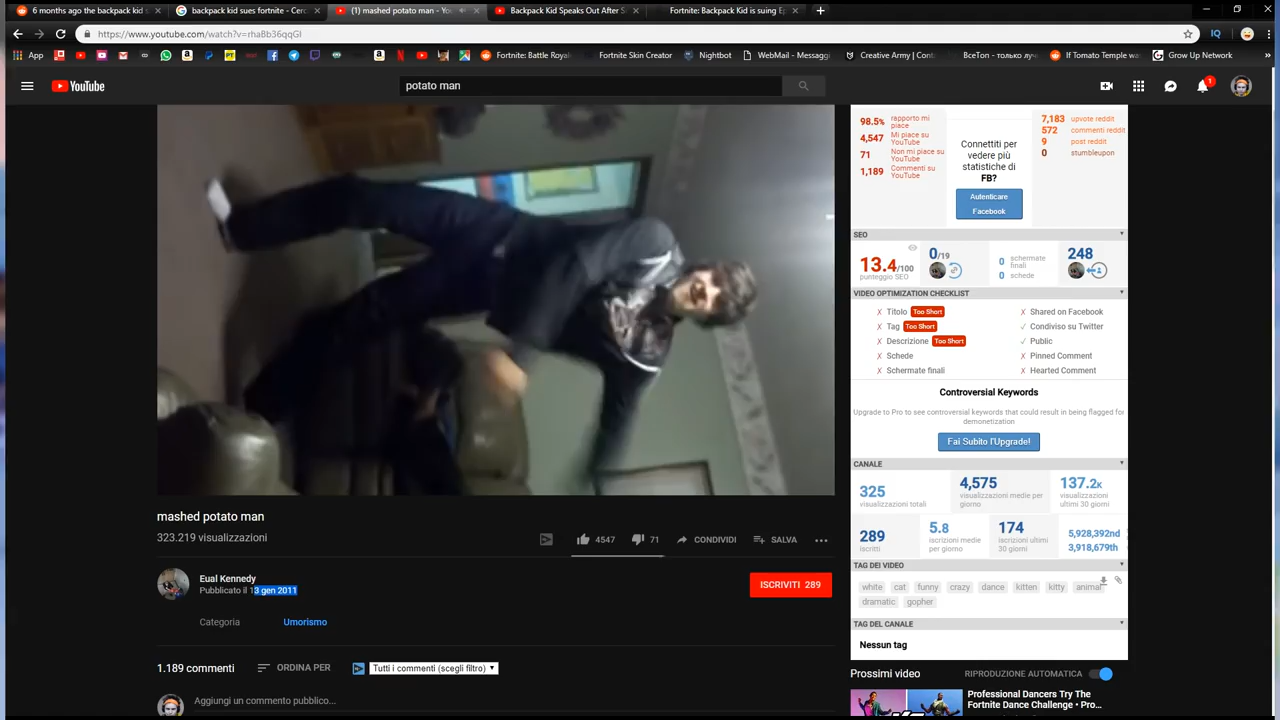 6 months ago the backpack kid s
backpack kid sues fortnite - Cerc
(1) mashed potato man - Yo
Backpack Kid Speaks Out After S
Fortnite: Backpack Kid is suing Ep
https://www.youtube.com/watch?v=rhaBb36qqGI
App
Fortnite: Battle Royal
Fortnite Skin Creator
Nightbot
WebMail - Messaggi
Creative Army | Cont
ВсеТон - только луч
If Tomato Temple wa
Grow Up Network
YouTube
potato man
1
98.5% rapporto mi piace
4,547 Mi piace su YouTube
71 Non mi piace su YouTube
1,189 Commenti su YouTube
Connettiti per
vedere più
statistiche di
FB?
Autenticare
Facebook
7,183 upvote reddit
572 commenti reddit
9 post reddit
0 stumbleupon
SEO
13.4/100
punteggio SEO
0/19
0 schermate finali
0 schede
248
VIDEO OPTIMIZATION CHECKLIST
Titolo Too Short
Tag Too Short
Descrizione Too Short
Schede
Schermate finali
Shared on Facebook
Condiviso su Twitter
Public
Pinned Comment
Hearted Comment
Controversial Keywords
Upgrade to Pro to see controversial keywords that could result in being flagged for
demonetization
Fai Subito l'Upgrade!
CANALE
325
visualizzazioni totali
4,575
visualizzazioni medie per
giorno
137.2K
visualizzazioni
ultimi 30 giorni
289
iscritti
5.8
iscrizioni medie
per giorno
174
iscrizioni ultimi
30 giorni
5,928,392nd
3,918,679th
TAG DEI VIDEO
white cat funny crazy dance kitten kitty animal
dramatic gopher
TAG DEL CANALE
Nessun tag
mashed potato man
323.219 visualizzazioni
4547
71
CONDIVIDI
SALVA
Eual Kennedy
Pubblicato il 13 gen 2011
ISCRIVITI 289
Categoria
Umorismo
1.189 commenti
ORDINA PER
Tutti i commenti (scegli filtro)
Aggiungi un commento pubblico...
Prossimi video
RIPRODUZIONE AUTOMATICA
Professional Dancers Try The
Fortnite Dance Challenge • Pro...